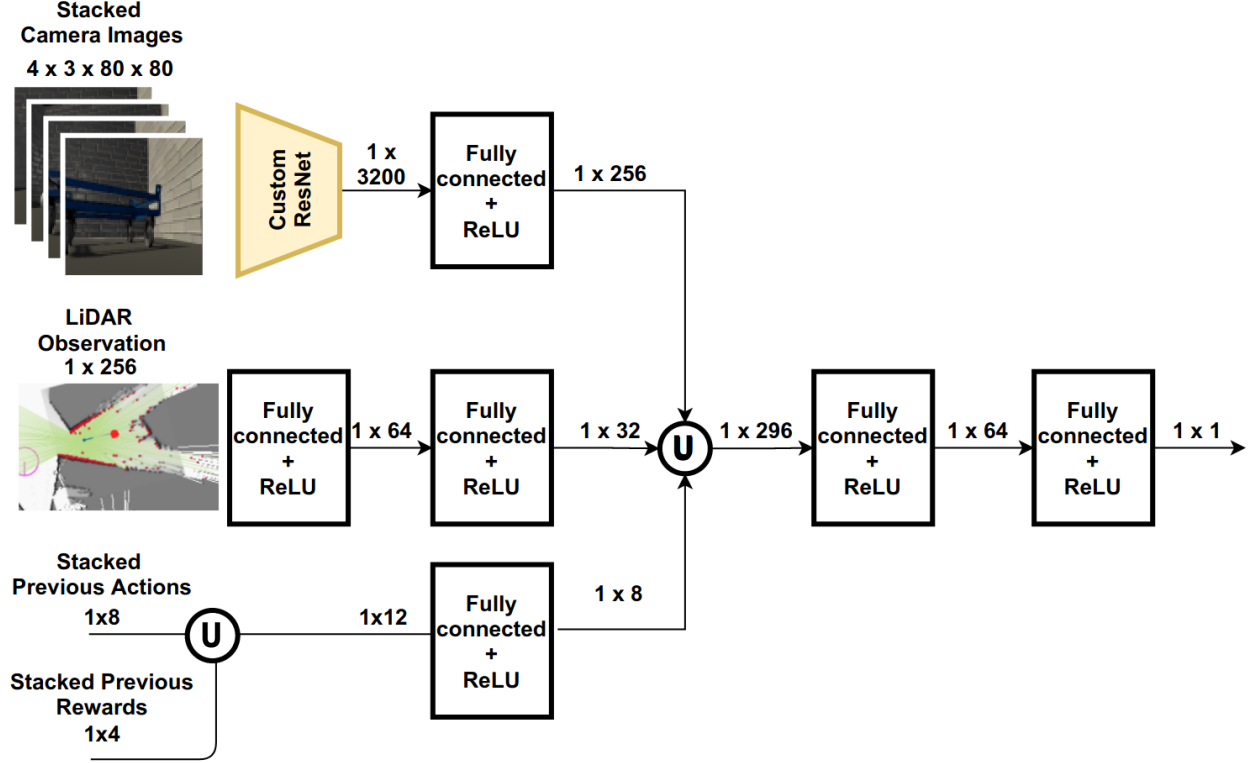 Stacked
Camera Images
4 x 3 x 80 x 80
Custom
ResNet
1 x
3200
Fully
connected
+
ReLU
1 x 256
LiDAR
Observation
1 x 256
Fully
connected
+
ReLU
1 x 64
Fully
connected
+
ReLU
1 x 32
U
1 x 296
Fully
connected
+
ReLU
1 x 64
Fully
connected
+
ReLU
1 x 1
Stacked
Previous Actions
1x8
U
1x12
Fully
connected
+
ReLU
1 x 8
Stacked Previous
Rewards
1x4